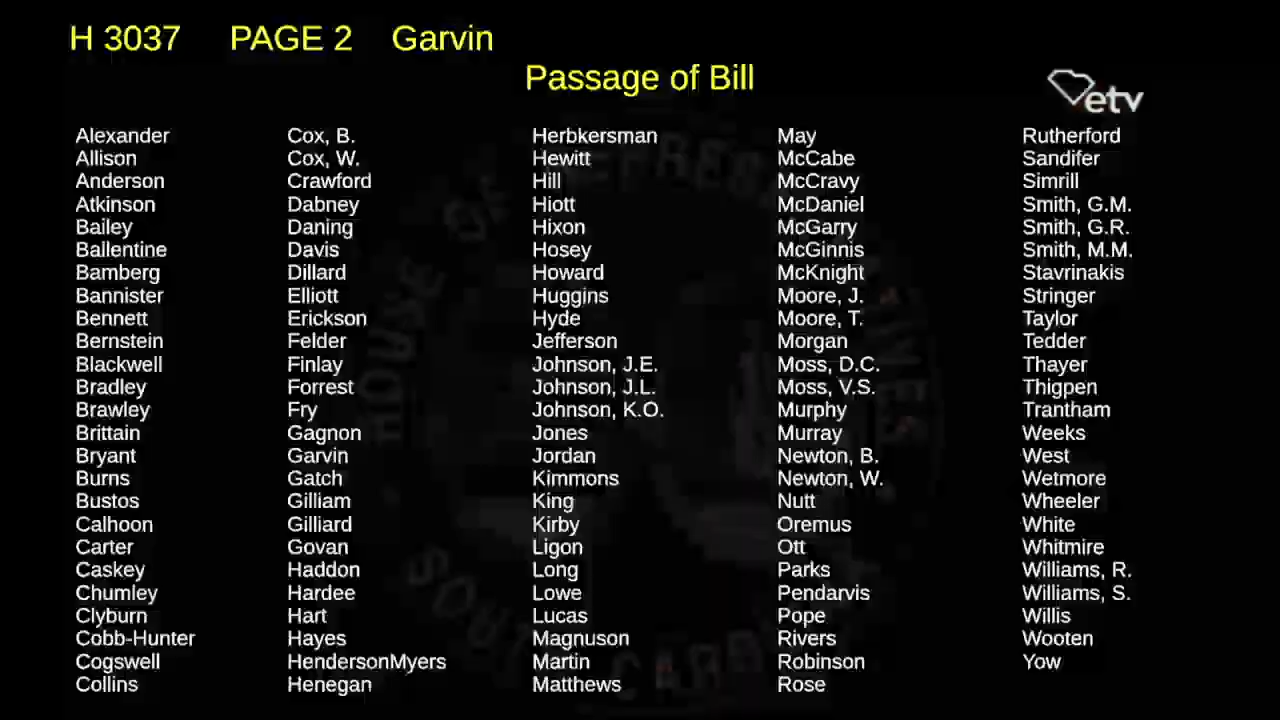 H 3037 PAGE 2 Garvin
Passage of Bill
etv
Alexander
Allison
Anderson
Atkinson
Bailey
Ballentine
Bamberg
Bannister
Bennett
Bernstein
Blackwell
Bradley
Brawley
Brittain
Bryant
Burns
Bustos
Calhoon
Carter
Caskey
Chumley
Clyburn
Cobb-Hunter
Cogswell
Collins
Cox, B.
Cox, W.
Crawford
Dabney
Daning
Davis
Dillard
Elliott
Erickson
Felder
Finlay
Forrest
Fry
Gagnon
Garvin
Gatch
Gilliam
Gilliard
Govan
Haddon
Hardee
Hart
Hayes
HendersonMyers
Henegan
Herbkersman
Hewitt
Hill
Hiott
Hixon
Hosey
Howard
Huggins
Hyde
Jefferson
Johnson, J.E.
Johnson, J.L.
Johnson, K.O.
Jones
Jordan
Kimmons
King
Kirby
Ligon
Long
Lowe
Lucas
Magnuson
Martin
Matthews
May
McCabe
McCravy
McDaniel
McGarry
McGinnis
McKnight
Moore, J.
Moore, T.
Morgan
Moss, D.C.
Moss, V.S.
Murphy
Murray
Newton, B.
Newton, W.
Nutt
Oremus
Ott
Parks
Pendarvis
Pope
Rivers
Robinson
Rose
Rutherford
Sandifer
Simrill
Smith, G.M.
Smith, G.R.
Smith, M.M.
Stavrinakis
Stringer
Taylor
Tedder
Thayer
Thigpen
Trantham
Weeks
West
Wetmore
Wheeler
White
Whitmire
Williams, R.
Williams, S.
Willis
Wooten
Yow
HOUSE
SOUTH